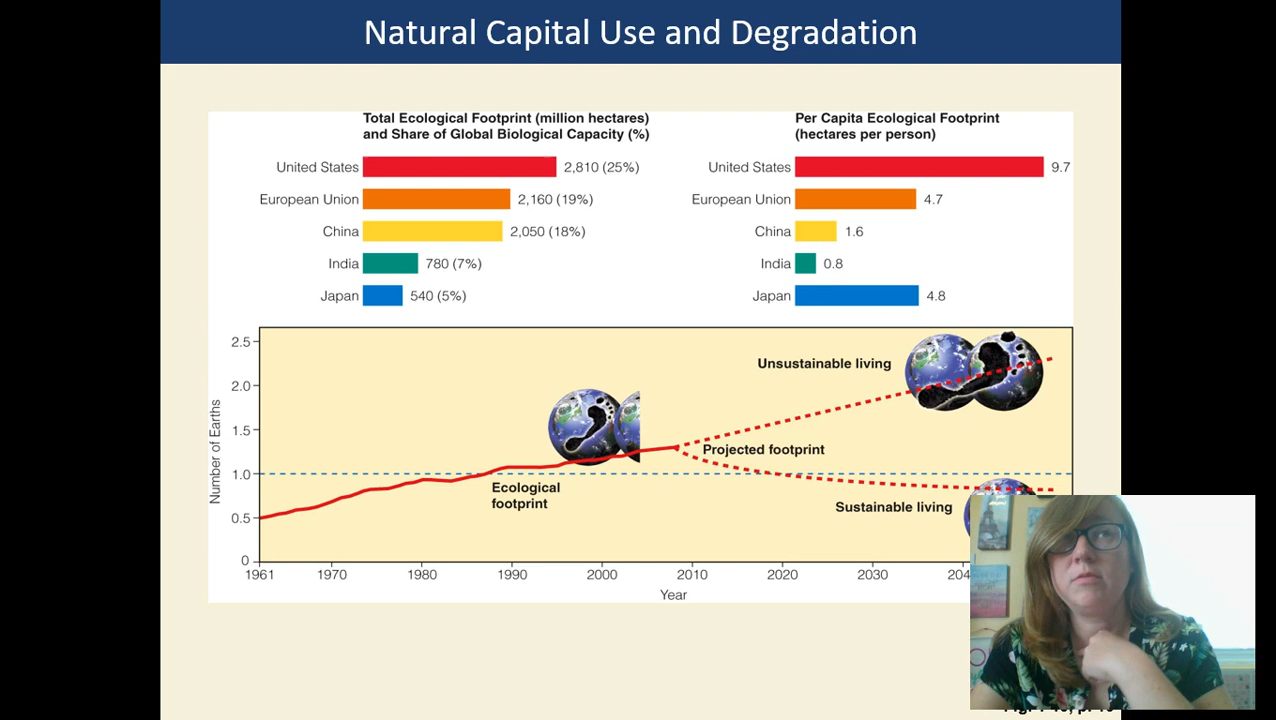 Natural Capital Use and Degradation
Total Ecological Footprint (million hectares)
and Share of Global Biological Capacity (%)
United States 2,810 (25%)
European Union 2,160 (19%)
China 2,050 (18%)
India 780 (7%)
Japan 540 (5%)
Per Capita Ecological Footprint
(hectares per person)
United States 9.7
European Union 4.7
China 1.6
India 0.8
Japan 4.8
Number of Earths
2.5
2.0
1.5
1.0
0.5
0
Unsustainable living
Projected footprint
Ecological
footprint
Sustainable living
1961 1970 1980 1990 2000 2010 2020 2030
Year